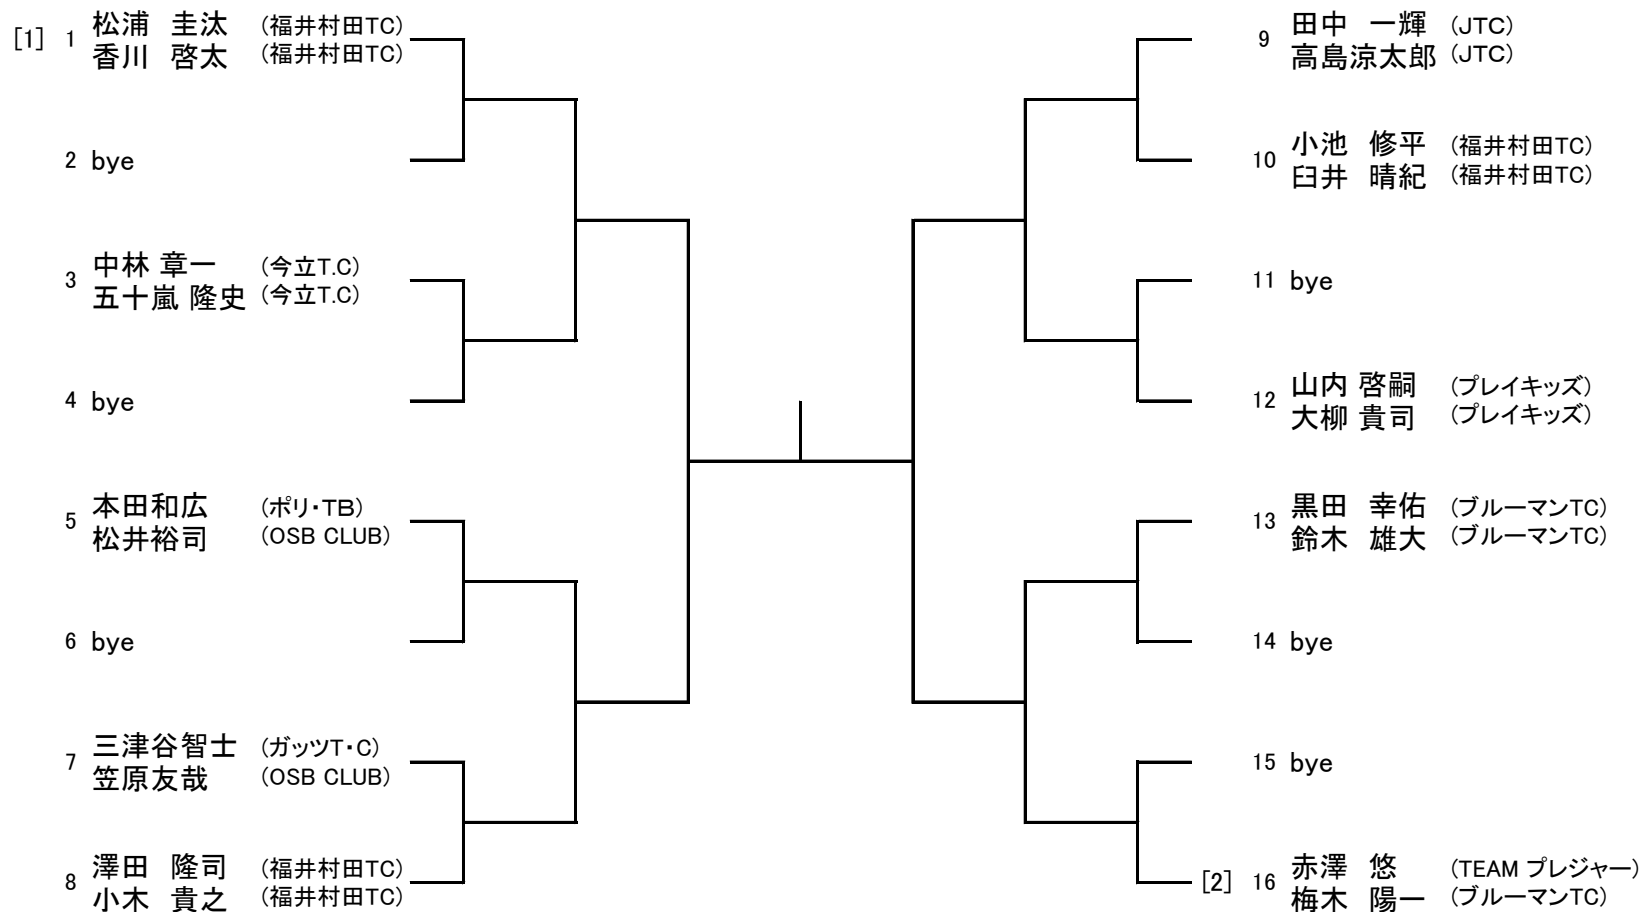 [1] 1 松浦 圭汰 (福井村田TC)
香川 啓太 (福井村田TC)
2 bye
3 中林 章一 (今立T.C)
五十嵐 隆史 (今立T.C)
4 bye
5 本田和広 (ポリ・TB)
松井裕司 (OSB CLUB)
6 bye
7 三津谷智士 (ガッツT・C)
笠原友哉 (OSB CLUB)
8 澤田 隆司 (福井村田TC)
小木 貴之 (福井村田TC)
9 田中 一輝 (JTC)
高島涼太郎 (JTC)
10 小池 修平 (福井村田TC)
臼井 晴紀 (福井村田TC)
11 bye
12 山内 啓嗣 (プレイキッズ)
大柳 貴司 (プレイキッズ)
13 黒田 幸佑 (ブルーマンTC)
鈴木 雄大 (ブルーマンTC)
14 bye
15 bye
[2] 16 赤澤 悠 (TEAM プレジャー)
梅木 陽一 (ブルーマンTC)